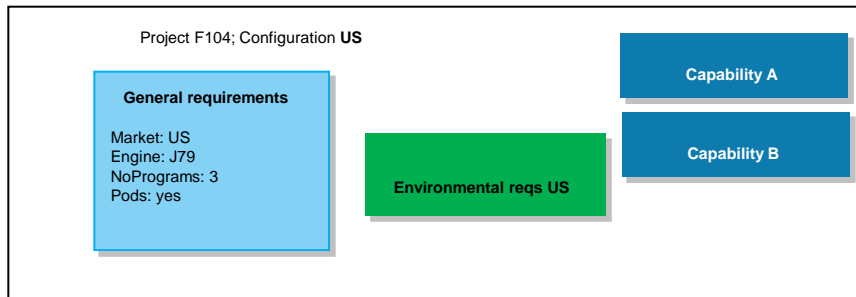 Project F104; Configuration US
General requirements
Market: US
Engine: J79
NoPrograms: 3
Pods: yes
Environmental reqs US
Capability A
Capability B